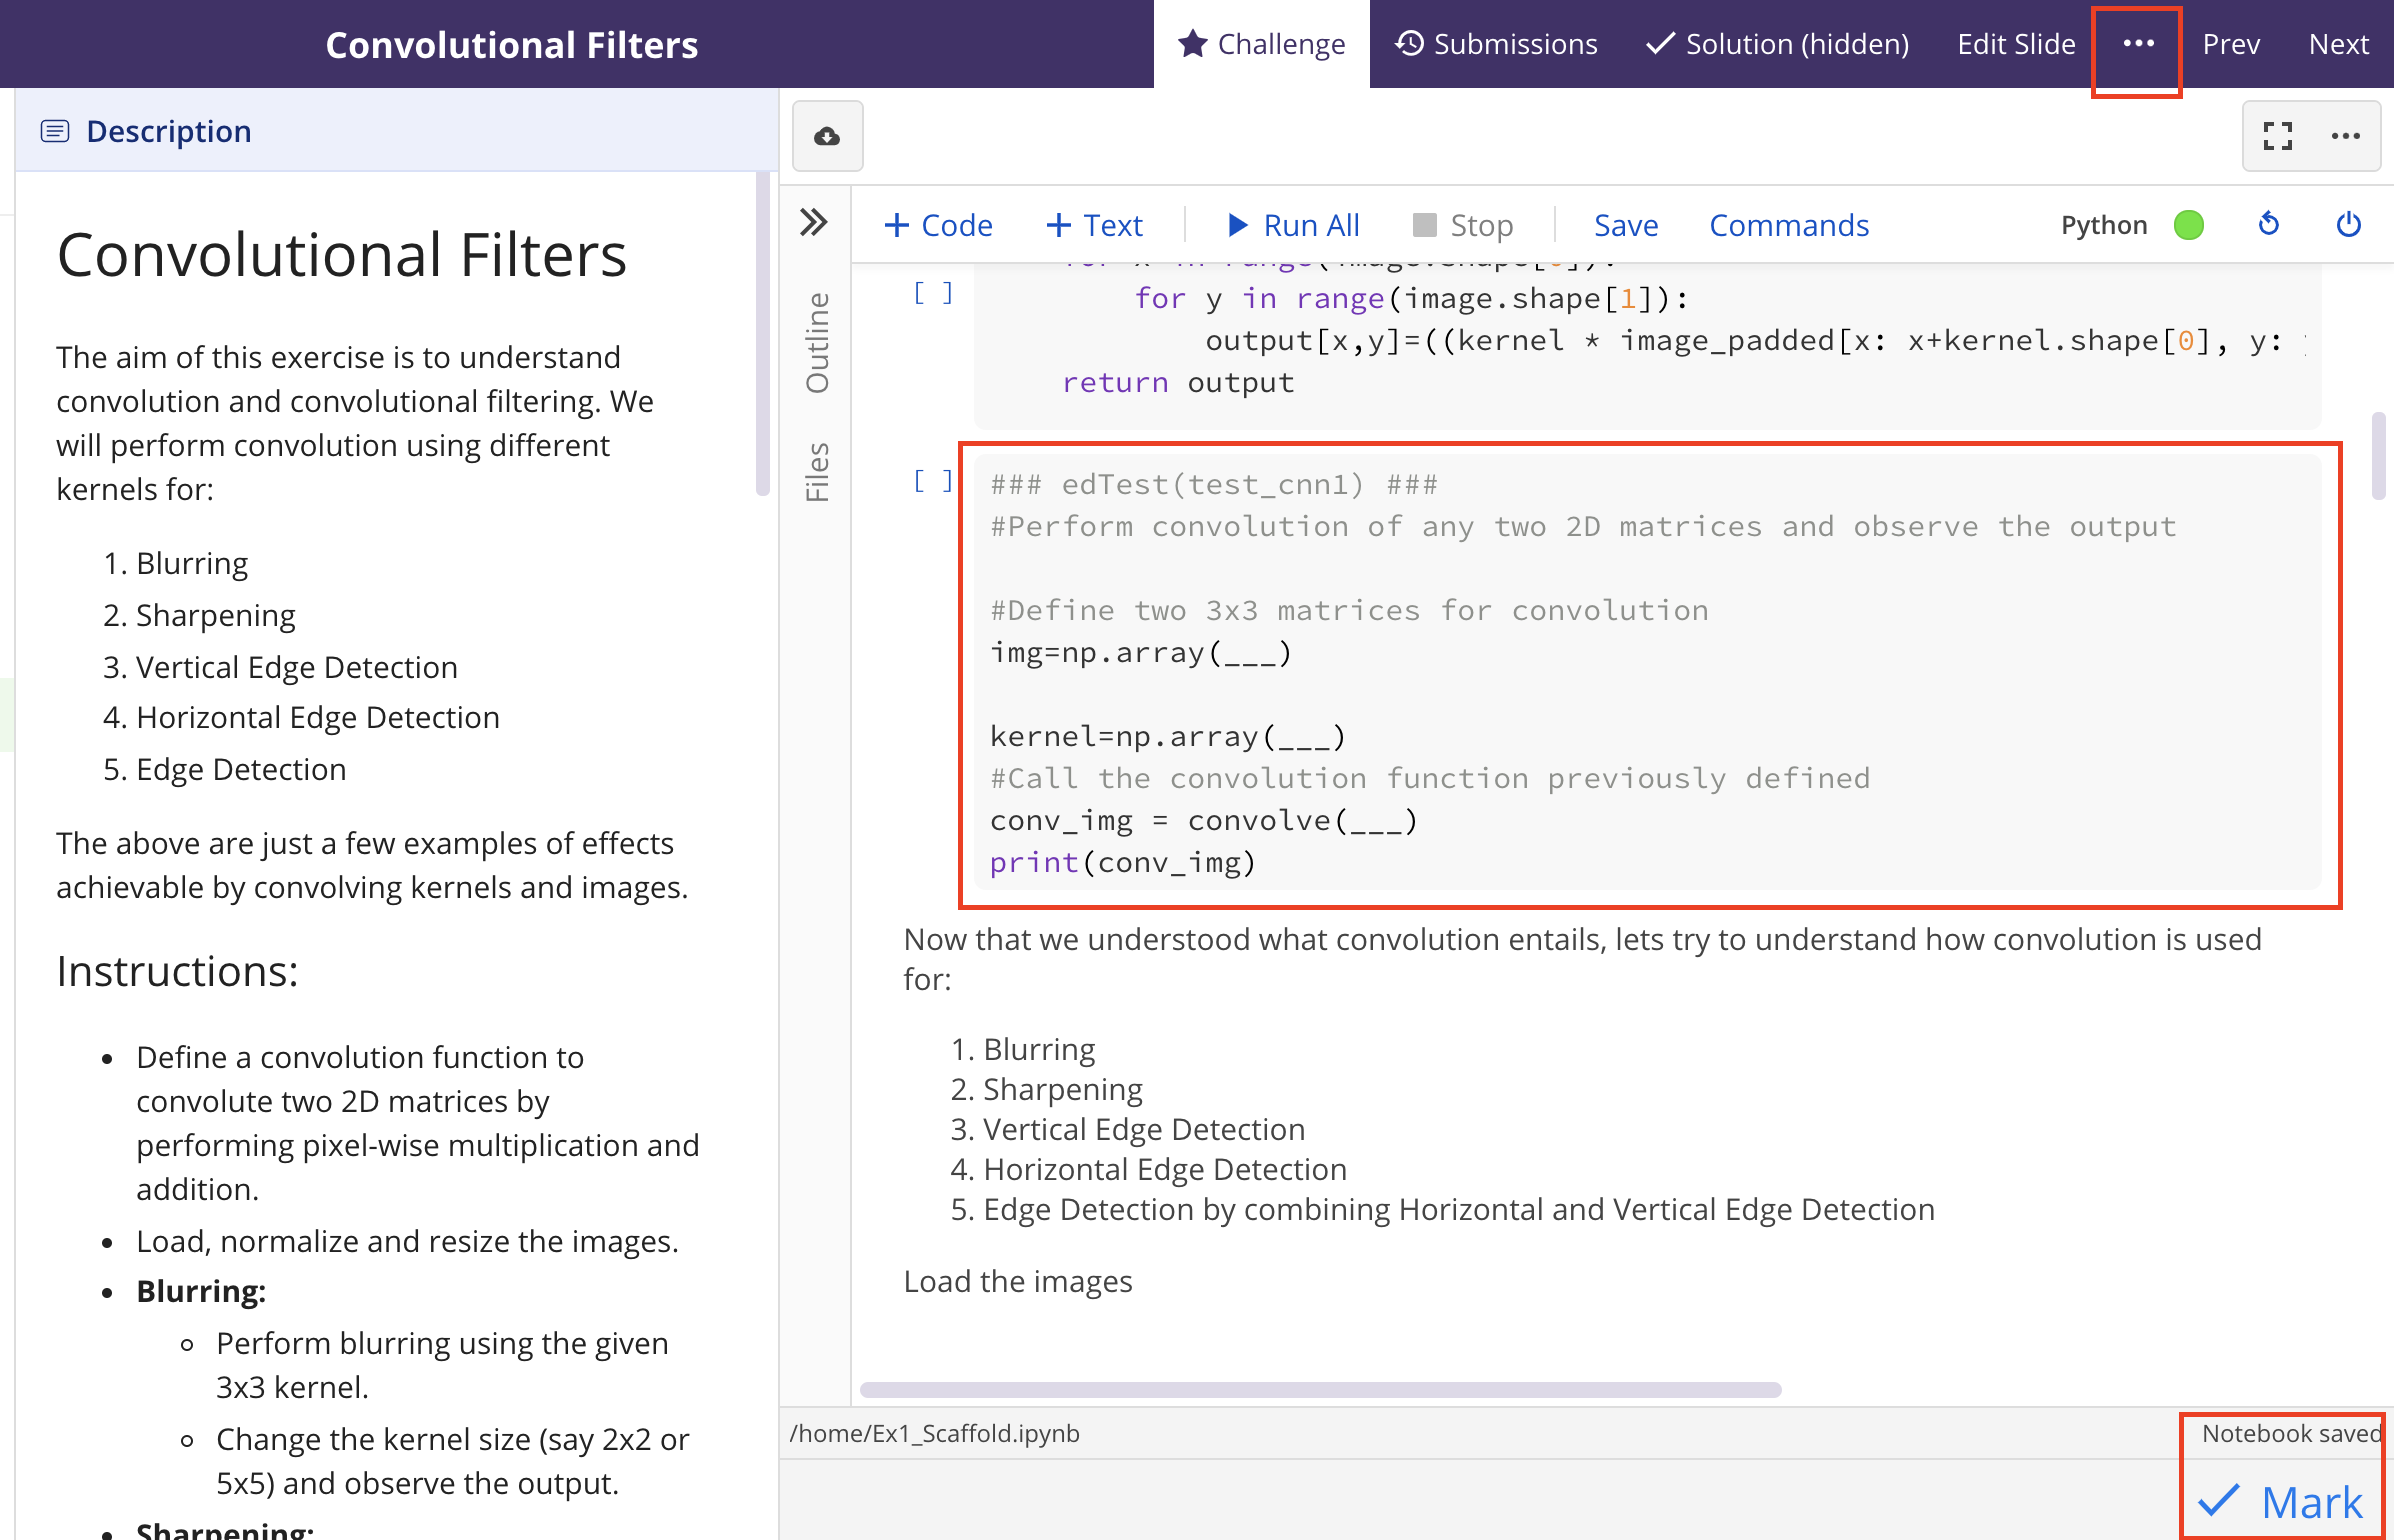 Convolutional Filters
Challenge
Submissions
Solution (hidden)
Edit Slide
Prev
Next
Description
Convolutional Filters
The aim of this exercise is to understand
convolution and convolutional filtering. We
will perform convolution using different
kernels for:
1. Blurring
2. Sharpening
3. Vertical Edge Detection
4. Horizontal Edge Detection
5. Edge Detection
The above are just a few examples of effects
achievable by convolving kernels and images.
Instructions:
• Define a convolution function to
convolute two 2D matrices by
performing pixel-wise multiplication and
addition.
• Load, normalize and resize the images.
• Blurring:
Perform blurring using the given
3x3 kernel.
Change the kernel size (say 2x2 or
5x5) and observe the output.
• Sharpening:
Outline
Files
+ Code
+ Text
Run All
Stop
Save
Commands
Python
for x in range(image.shape[0]):
[ ]
for y in range(image.shape[1]):
output[x,y]=((kernel * image_padded[x: x+kernel.shape[0], y:
return output
[ ]
### edTest(test_cnn1) ###
#Perform convolution of any two 2D matrices and observe the output
#Define two 3x3 matrices for convolution
img=np.array(___)
kernel=np.array(___)
#Call the convolution function previously defined
conv_img = convolve(___)
print(conv_img)
Now that we understood what convolution entails, lets try to understand how convolution is used
for:
1. Blurring
2. Sharpening
3. Vertical Edge Detection
4. Horizontal Edge Detection
5. Edge Detection by combining Horizontal and Vertical Edge Detection
Load the images
/home/Ex1_Scaffold.ipynb
Notebook saved
Mark